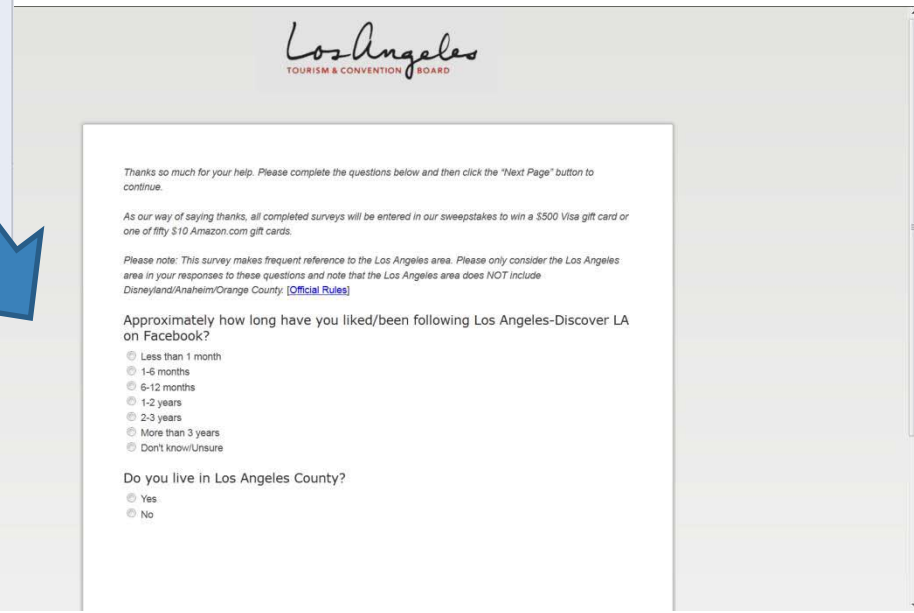 Los Angeles
TOURISM & CONVENTION BOARD
Thanks so much for your help. Please complete the questions below and then click the "Next Page" button to
continue.
As our way of saying thanks, all completed surveys will be entered in our sweepstakes to win a $500 Visa gift card or
one of fifty $10 Amazon.com gift cards.
Please note: This survey makes frequent reference to the Los Angeles area. Please only consider the Los Angeles
area in your responses to these questions and note that the Los Angeles area does NOT include
Disneyland/Anaheim/Orange County. [Official Rules]
Approximately how long have you liked/been following Los Angeles-Discover LA
on Facebook?
Less than 1 month
1-6 months
6-12 months
1-2 years
2-3 years
More than 3 years
Don't know/Unsure
Do you live in Los Angeles County?
Yes
No